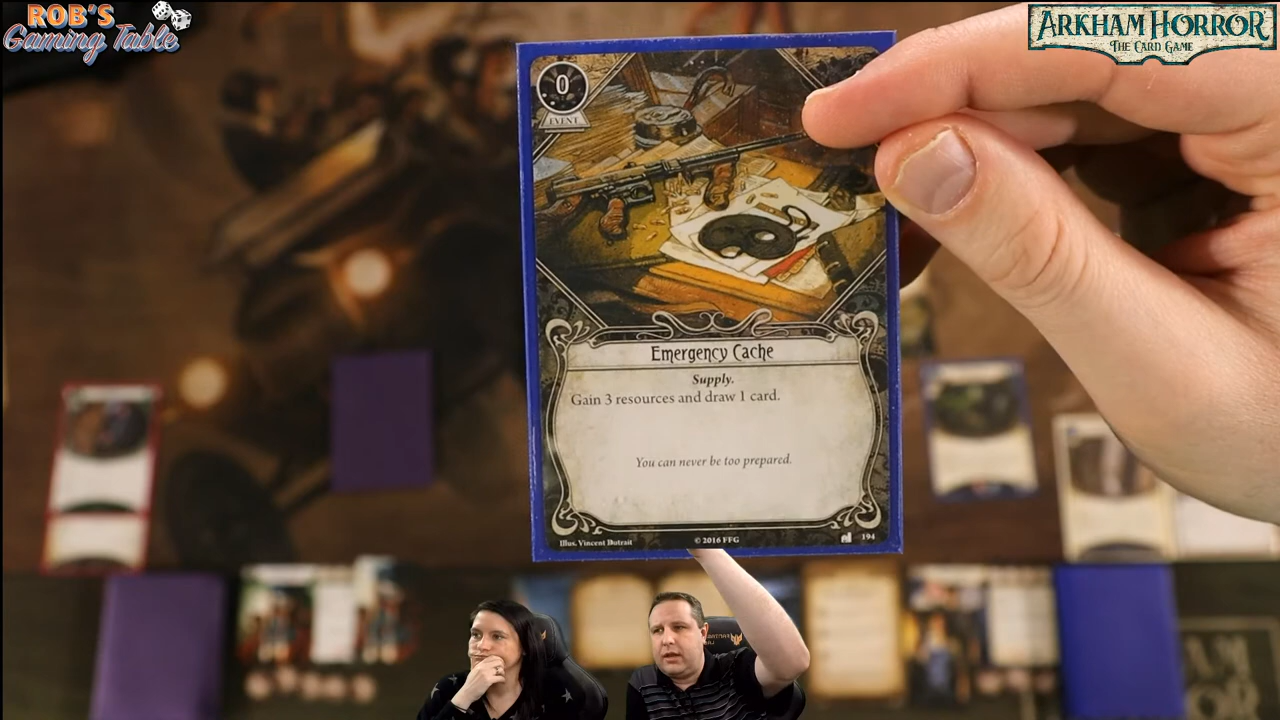 ROB'S
Gaming Table
ARKHAM HORROR
THE CARD GAME
0
EVENT
Emergency Cache
Supply.
Gain 3 resources and draw 1 card.
You can never be too prepared.
Illus. Vincent Dutrait
© 2016 FFG
194